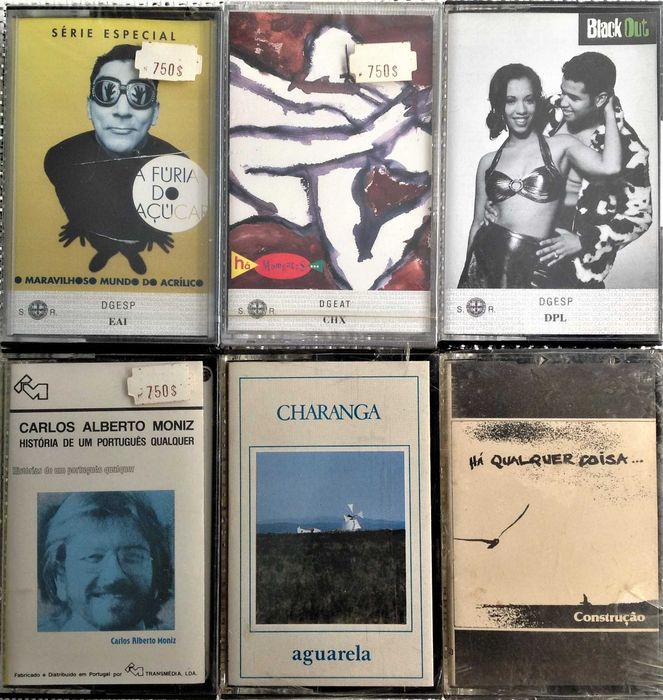 SÉRIE ESPECIAL
750$
A FÚRIA
DO
AÇÚCAR
O MARAVILHOSO MUNDO DO ACRÍLICO
S. R.
DGESP
EAI
750$
há
Momentos...
S. R.
DGEAT
CHX
Black Out
S. R.
DGESP
DPL
750$
CARLOS ALBERTO MONIZ
HISTÓRIA DE UM PORTUGUÊS QUALQUER
Histórias de um português qualquer
Carlos Alberto Moniz
Fabricado e Distribuido em Portugal por TRANSMÉDIA, LDA.
CHARANGA
aguarela
HÁ QUALQUER COISA...
Construção